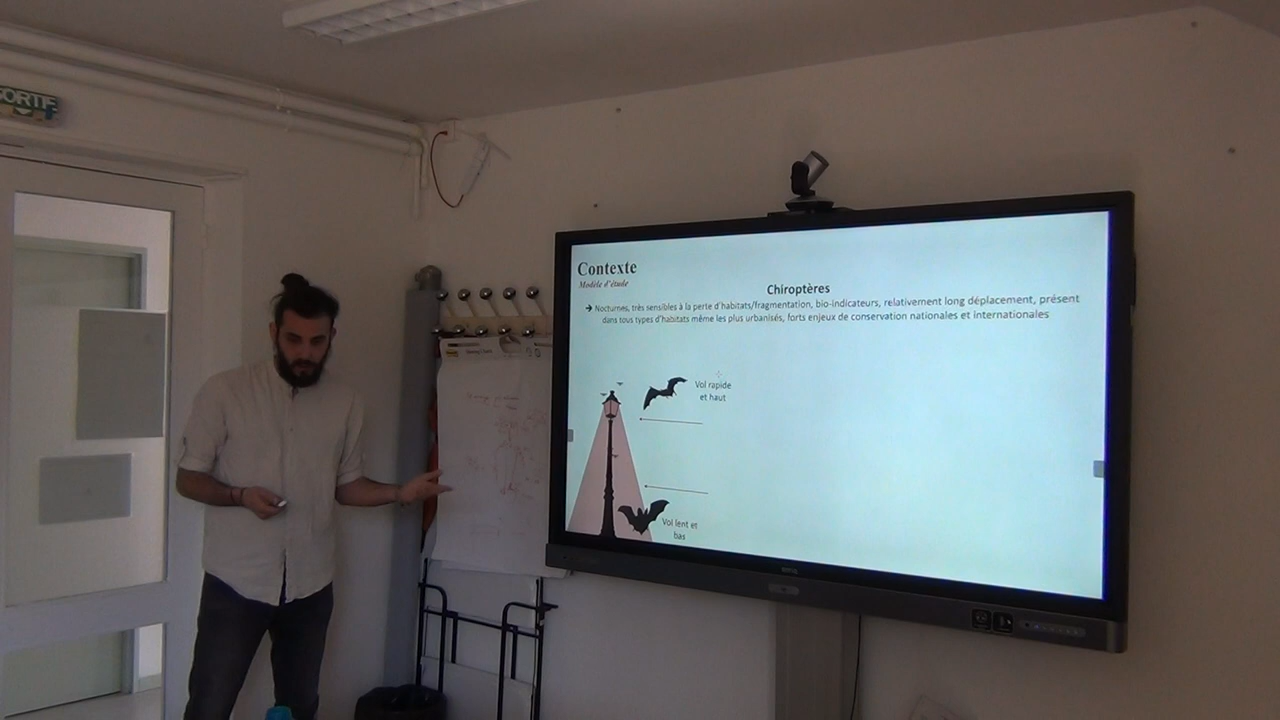 SORTIE
Contexte
Modèle d'étude
Chiroptères
→ Nocturnes, très sensibles à la perte d'habitats/fragmentation, bio-indicateurs, relativement long déplacement, présent
dans tous types d'habitats même les plus urbanisés, forts enjeux de conservation nationales et internationales
Vol rapide
et haut
Vol lent et
bas
BenQ